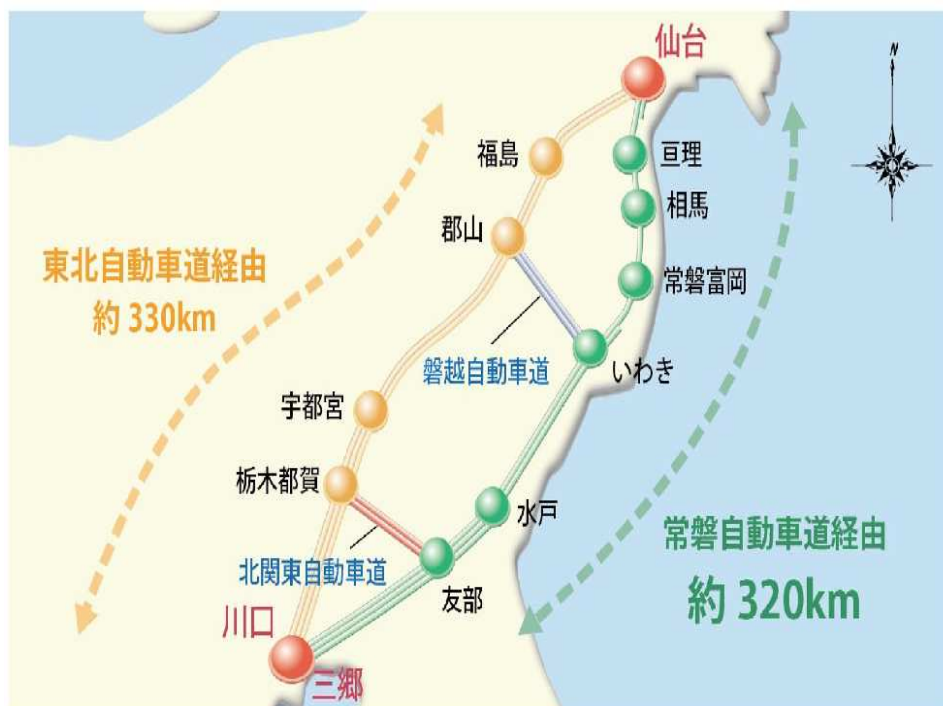 仙台
N
福島
亘理
相馬
郡山
東北自動車道経由
約 330km
常磐富岡
磐越自動車道
いわき
宇都宮
栃木都賀
水戸
常磐自動車道経由
約 320km
北関東自動車道
友部
川口
三郷